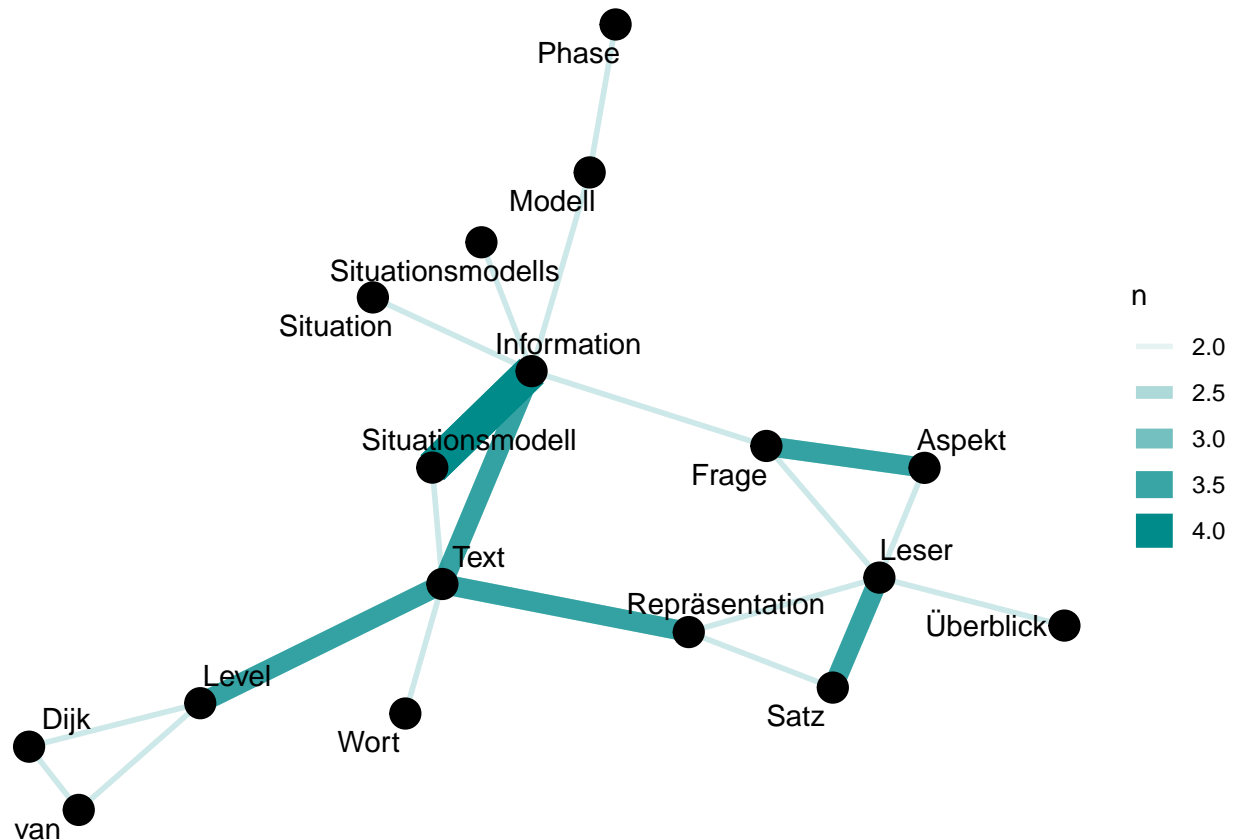 Phase
Modell
Situationsmodells
Situation
Information
n
2.0
2.5
3.0
3.5
4.0
Situationsmodell
Aspekt
Frage
Text
Leser
Repräsentation
Überblick
Level
Satz
Dijk
Wort
van